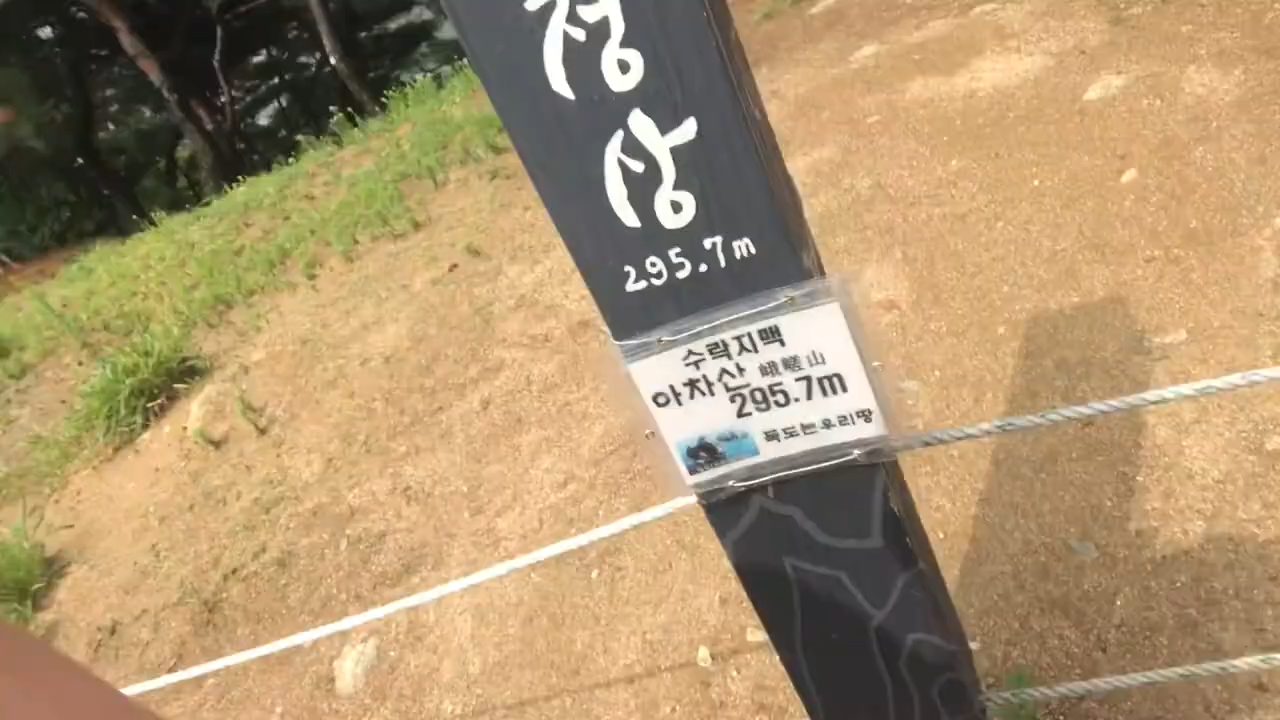 정
상
295.7m
수락지맥
아차산 峨嵯山
295.7m
독도는우리땅